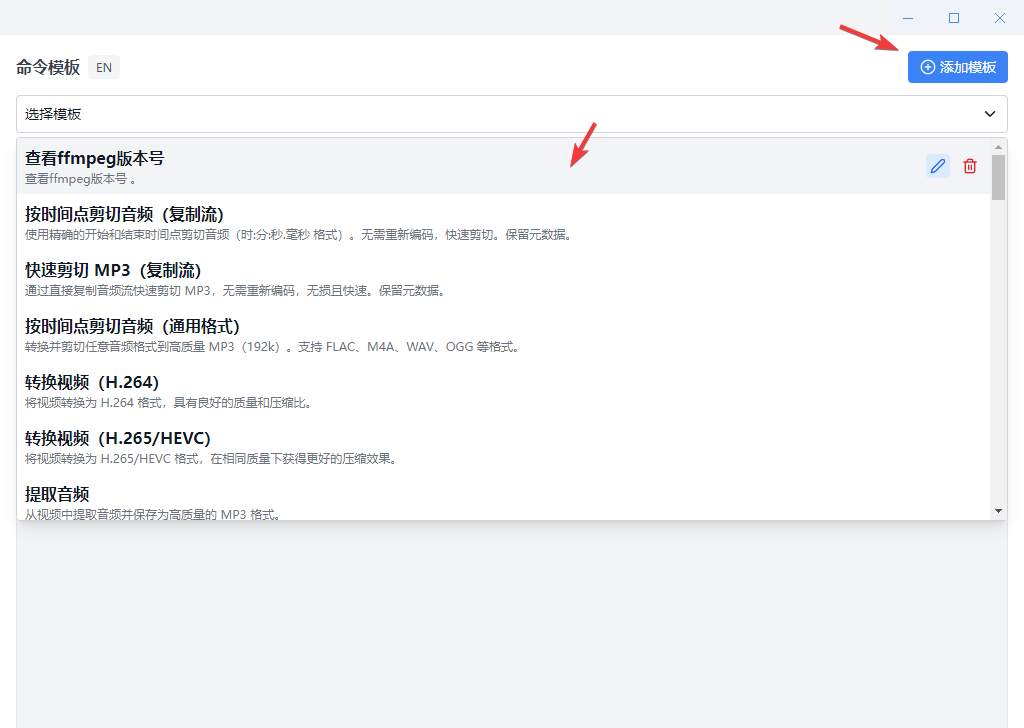 命令模板 EN
添加模板
选择模板
查看ffmpeg版本号
查看ffmpeg版本号 。
按时间点剪切音频（复制流）
使用精确的开始和结束时间点剪切音频（时:分:秒.毫秒 格式）。无需重新编码，快速剪切。保留元数据。
快速剪切 MP3（复制流）
通过直接复制音频流快速剪切 MP3，无需重新编码，无损且快速。保留元数据。
按时间点剪切音频（通用格式）
转换并剪切任意音频格式到高质量 MP3（192k）。支持 FLAC、M4A、WAV、OGG 等格式。
转换视频（H.264）
将视频转换为 H.264 格式，具有良好的质量和压缩比。
转换视频（H.265/HEVC）
将视频转换为 H.265/HEVC 格式，在相同质量下获得更好的压缩效果。
提取音频
从视频中提取音频并保存为高质量的 MP3 格式。